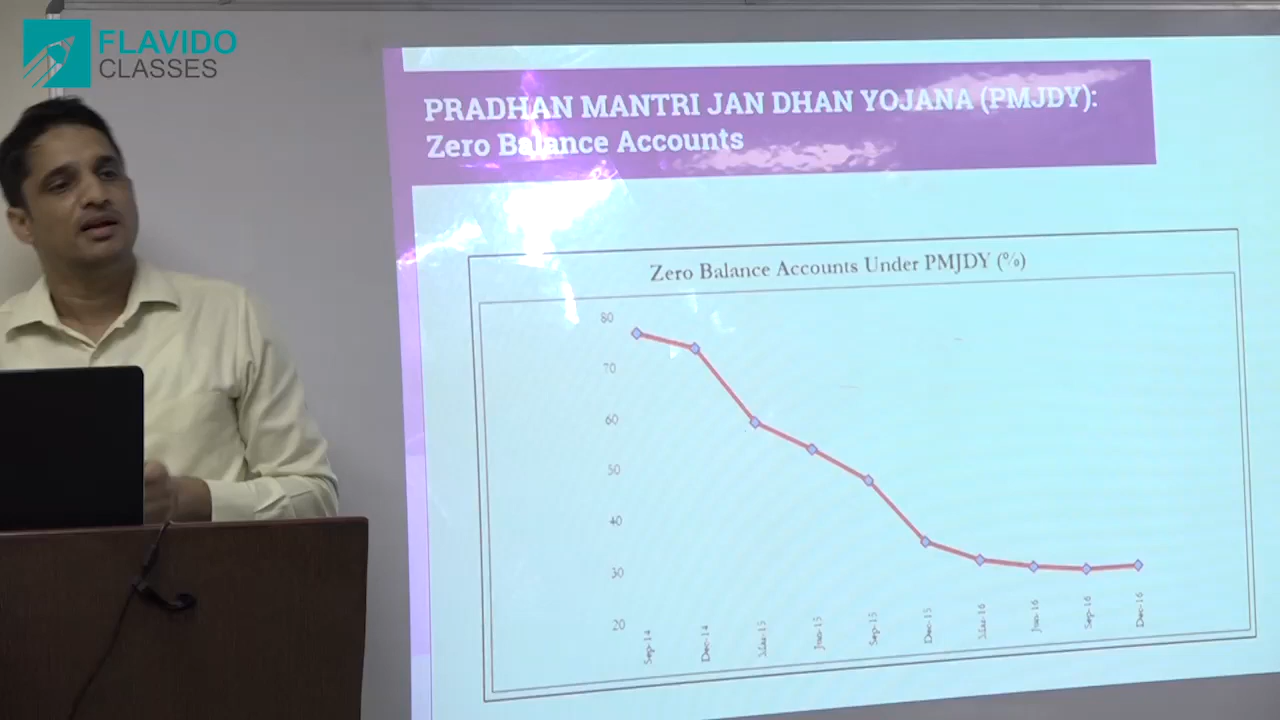 FLAVIDO
CLASSES
PRADHAN MANTRI JAN DHAN YOJANA (PMJDY):
Zero Balance Accounts
Zero Balance Accounts Under PMJDY (%)
80
70
60
50
40
30
20
Sep-14
Dec-14
Mar-15
Jun-15
Sep-15
Dec-15
Mar-16
Jun-16
Sep-16
Dec-16